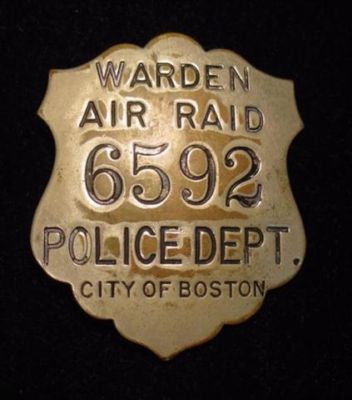 WARDEN
AIR RAID
6592
POLICE DEPT.
CITY OF BOSTON